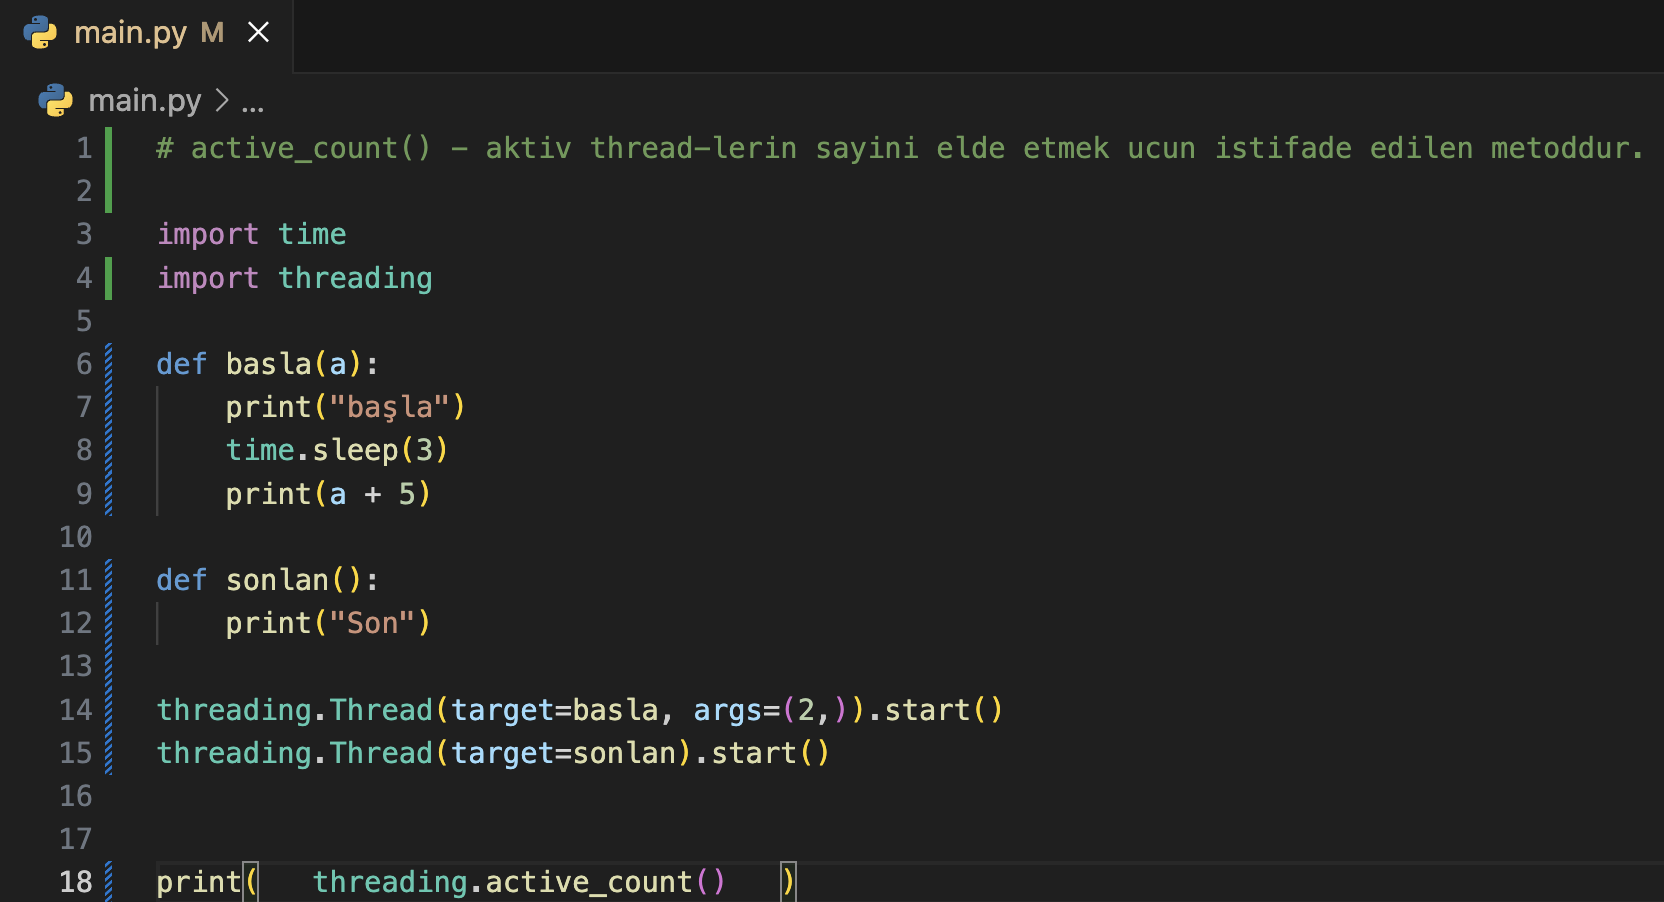 main.py M
main.py > ...
1 # active_count() - aktiv thread-lerin sayini elde etmek ucun istifade edilen metoddur.
2
3 import time
4 import threading
5
6 def basla(a):
7     print("başla")
8     time.sleep(3)
9     print(a + 5)
10
11 def sonlan():
12     print("Son")
13
14 threading.Thread(target=basla, args=(2,)).start()
15 threading.Thread(target=sonlan).start()
16
17
18 print(   threading.active_count()   )